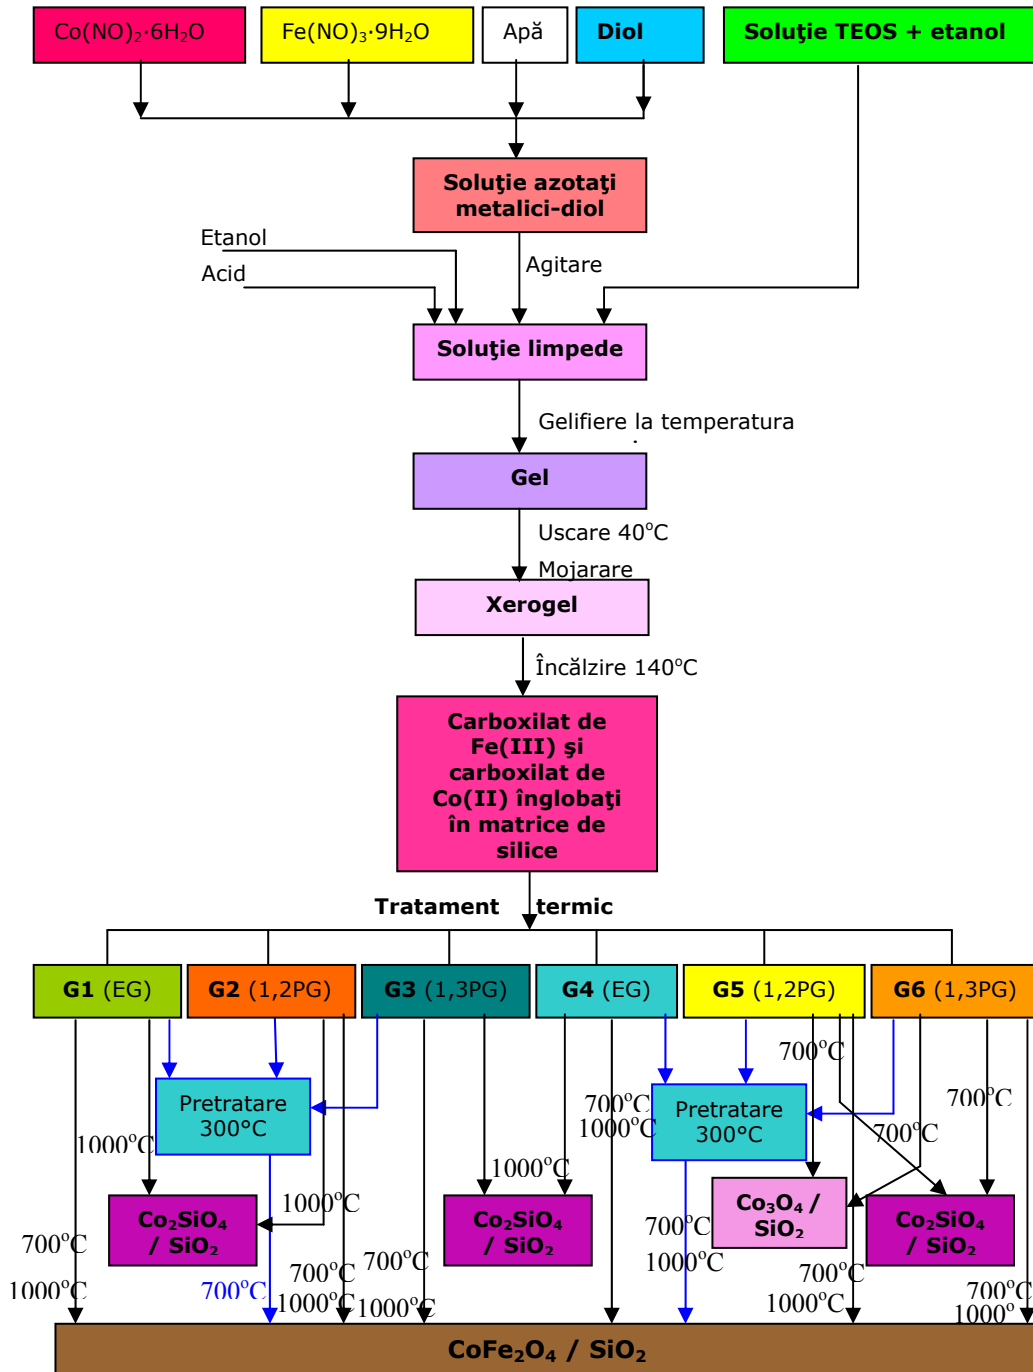 Co(NO)₂·6H₂O
Fe(NO)₃·9H₂O
Apă
Diol
Soluţie TEOS + etanol
Soluţie azotaţi
metalici-diol
Etanol
Acid
Agitare
Soluţie limpede
Gelifiere la temperatura
Gel
Uscare 40°C
Mojarare
Xerogel
Încălzire 140°C
Carboxilat de
Fe(III) şi
carboxilat de
Co(II) înglobaţi
în matrice de
silice
Tratament termic
G1 (EG)
G2 (1,2PG)
G3 (1,3PG)
G4 (EG)
G5 (1,2PG)
G6 (1,3PG)
700°C
Pretratare
300°C
700°C
1000°C
Pretratare
300°C
700°C
700°C
1000°C
1000°C
1000°C
Co₂SiO₄
/ SiO₂
Co₂SiO₄
/ SiO₂
Co₃O₄ /
SiO₂
Co₂SiO₄
/ SiO₂
700°C
1000°C
700°C
700°C
1000°C
700°C
1000°C
700°C
1000°C
700°C
1000°C
700°C
1000°
CoFe₂O₄ / SiO₂